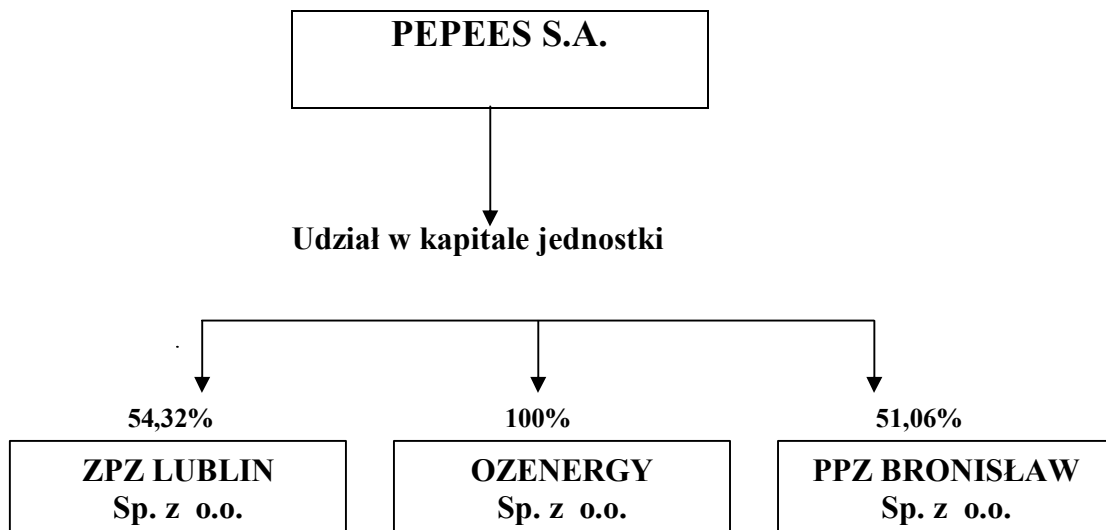 PEPEES S.A.
Udział w kapitale jednostki
54,32%
100%
51,06%
ZPZ LUBLIN
Sp. z o.o.
OZENERGY
Sp. z o.o.
PPZ BRONISŁAW
Sp. z o.o.